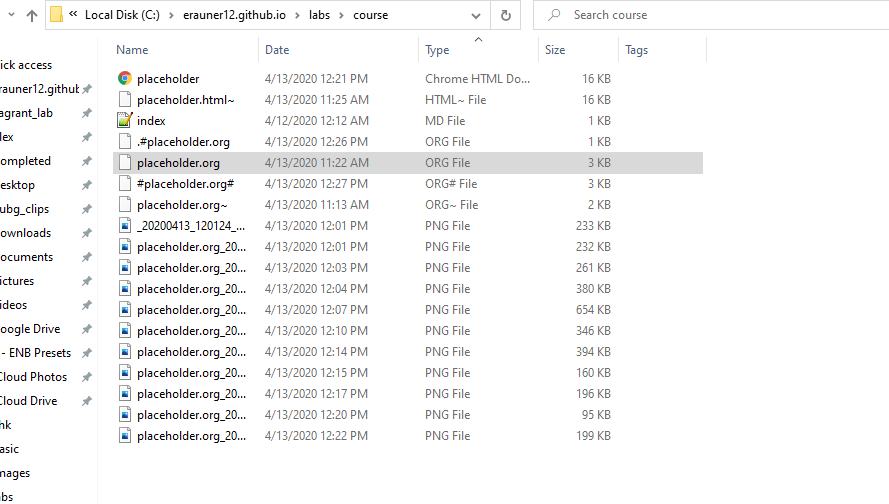 « Local Disk (C:) > erauner12.github.io > labs > course
Search course
Name Date Type Size Tags
ick access
erauner12.github
agrant_lab
lex
completed
esktop
ubg_clips
ownloads
ocuments
ictures
ideos
oogle Drive
- ENB Presets
Cloud Photos
Cloud Drive
hk
asic
mages
abs
placeholder 4/13/2020 12:21 PM Chrome HTML Do... 16 KB
placeholder.html~ 4/13/2020 11:25 AM HTML~ File 16 KB
index 4/12/2020 12:12 AM MD File 1 KB
.#placeholder.org 4/13/2020 12:26 PM ORG File 1 KB
placeholder.org 4/13/2020 11:22 AM ORG File 3 KB
#placeholder.org# 4/13/2020 12:27 PM ORG# File 3 KB
placeholder.org~ 4/13/2020 11:13 AM ORG~ File 2 KB
_20200413_120124_... 4/13/2020 12:01 PM PNG File 233 KB
placeholder.org_20... 4/13/2020 12:01 PM PNG File 232 KB
placeholder.org_20... 4/13/2020 12:03 PM PNG File 261 KB
placeholder.org_20... 4/13/2020 12:04 PM PNG File 380 KB
placeholder.org_20... 4/13/2020 12:07 PM PNG File 654 KB
placeholder.org_20... 4/13/2020 12:10 PM PNG File 346 KB
placeholder.org_20... 4/13/2020 12:14 PM PNG File 394 KB
placeholder.org_20... 4/13/2020 12:15 PM PNG File 160 KB
placeholder.org_20... 4/13/2020 12:17 PM PNG File 196 KB
placeholder.org_20... 4/13/2020 12:20 PM PNG File 95 KB
placeholder.org_20... 4/13/2020 12:22 PM PNG File 199 KB